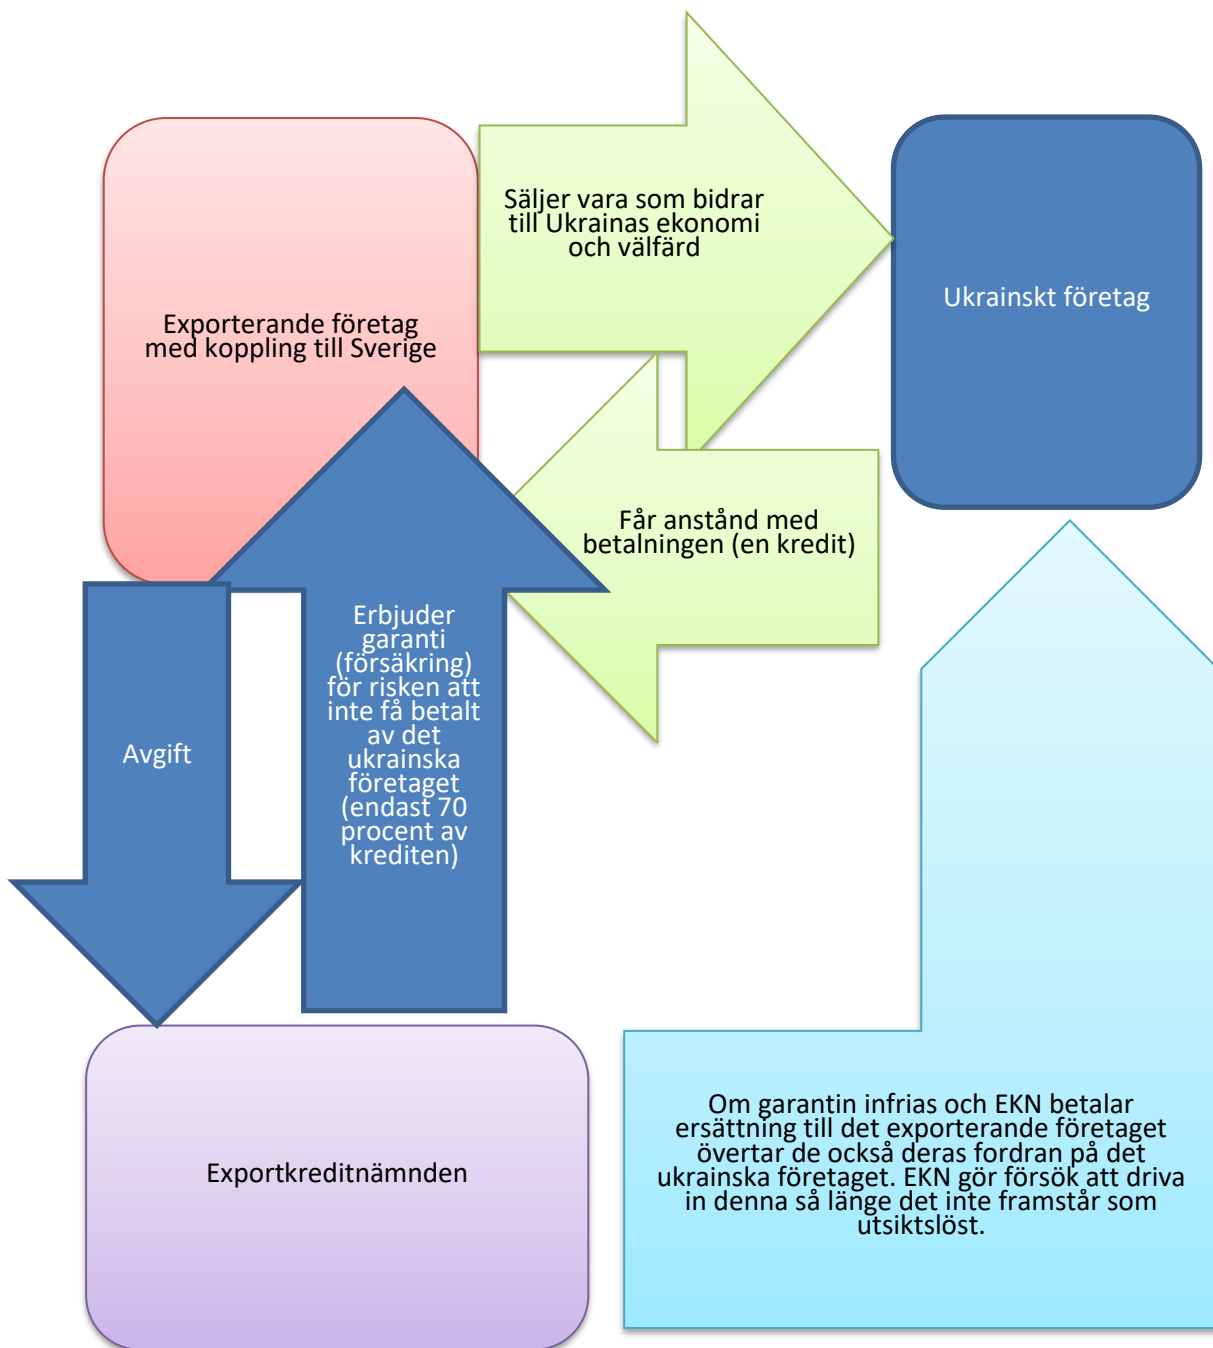 Säljer vara som bidrar
till Ukrainas ekonomi
och välfärd
Exporterande företag
med koppling till Sverige
Ukrainskt företag
Får anstånd med
betalningen (en kredit)
Erbjuder
garanti
(försäkring)
för risken att
inte få betalt
av det
ukrainska
företaget
(endast 70
procent av
krediten)
Avgift
Exportkreditnämnden
Om garantin infrias och EKN betalar
ersättning till det exporterande företaget
övertar de också deras fordran på det
ukrainska företaget. EKN gör försök att driva
in denna så länge det inte framstår som
utsiktslöst.